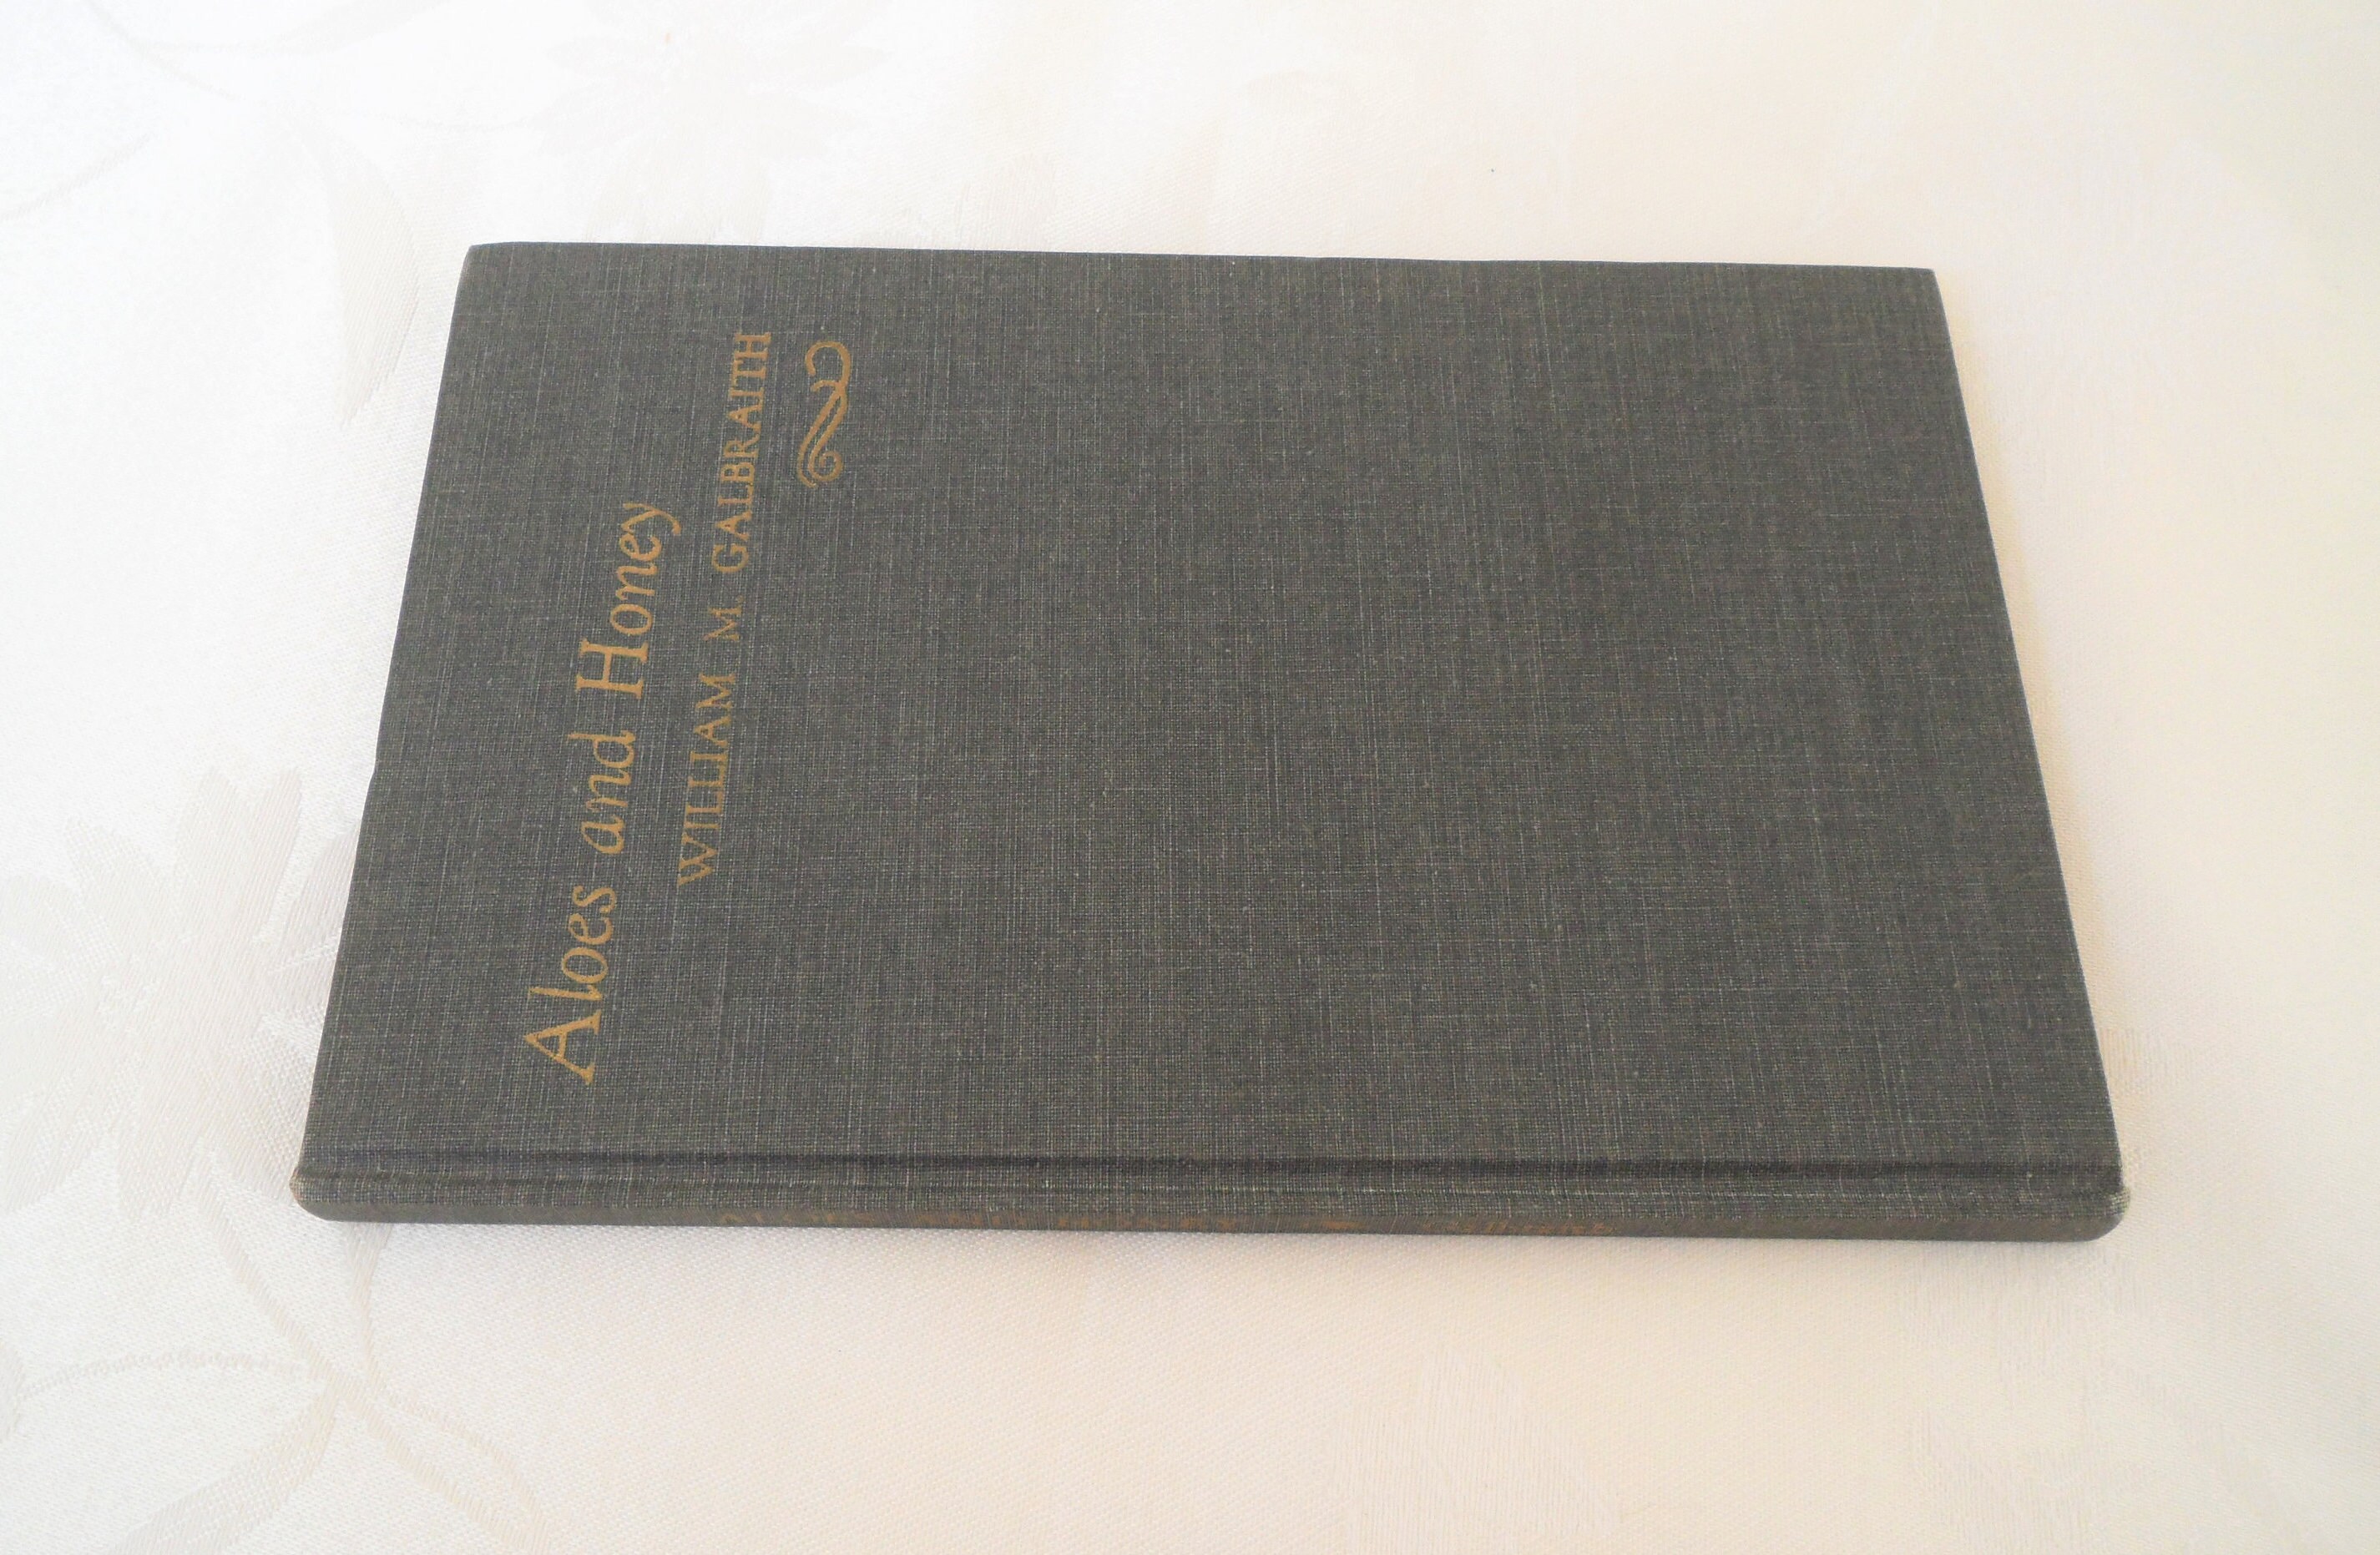 Aloes and Honey
WILLIAM M. GALBRAITH